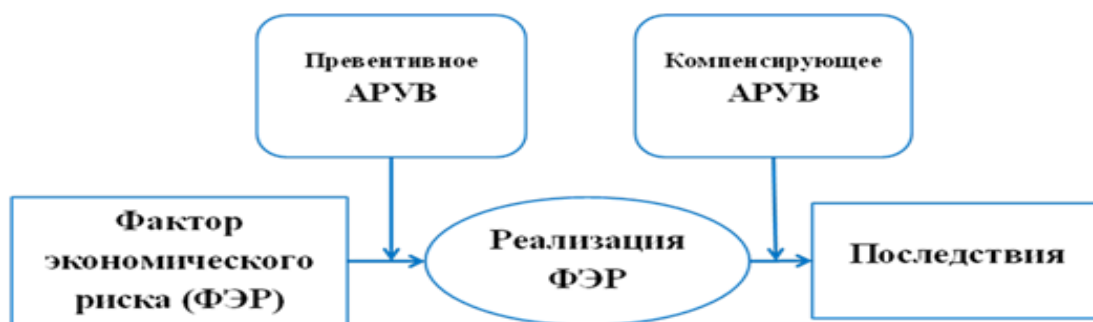 Превентивное
АРУВ
Компенсирующее
АРУВ
Фактор
экономического
риска (ФЭР)
Реализация
ФЭР
Последствия